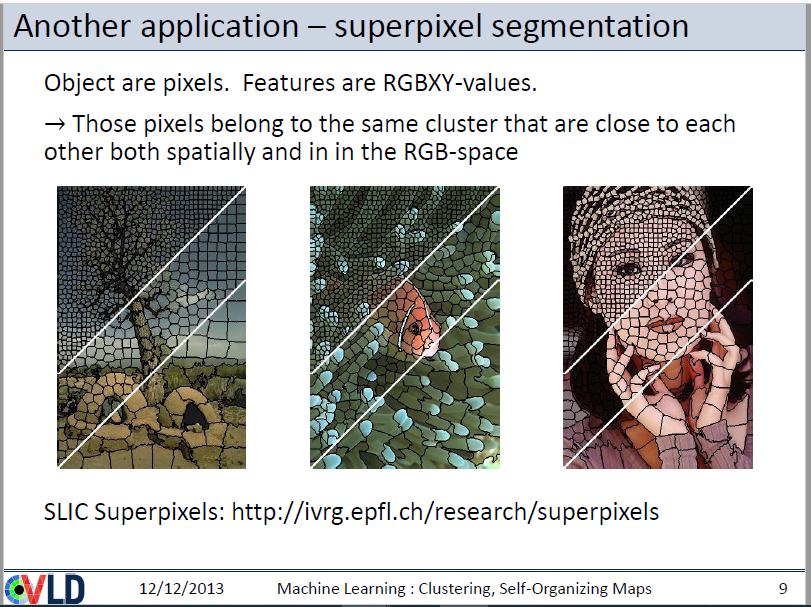 Another application – superpixel segmentation
Object are pixels. Features are RGBXY-values.
→ Those pixels belong to the same cluster that are close to each
other both spatially and in in the RGB-space
SLIC Superpixels: http://ivrg.epfl.ch/research/superpixels
CVLD
12/12/2013
Machine Learning : Clustering, Self-Organizing Maps
9